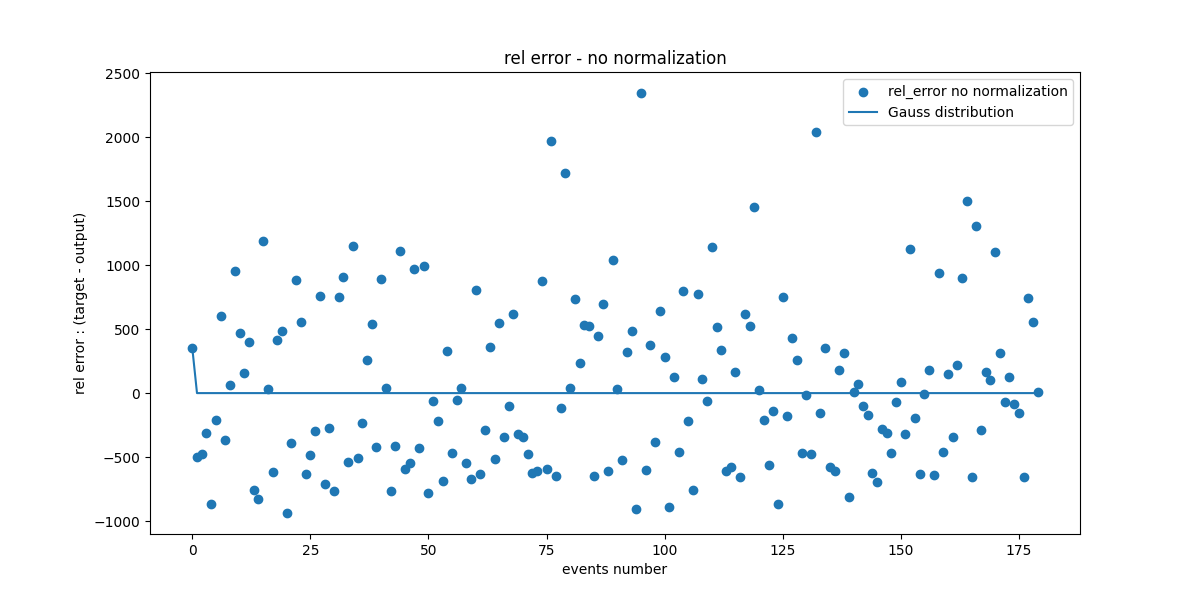 rel error - no normalization
rel_error no normalization
Gauss distribution
rel error : (target - output)
2500
2000
1500
1000
500
0
−500
−1000
0 25 50 75 100 125 150 175
events number